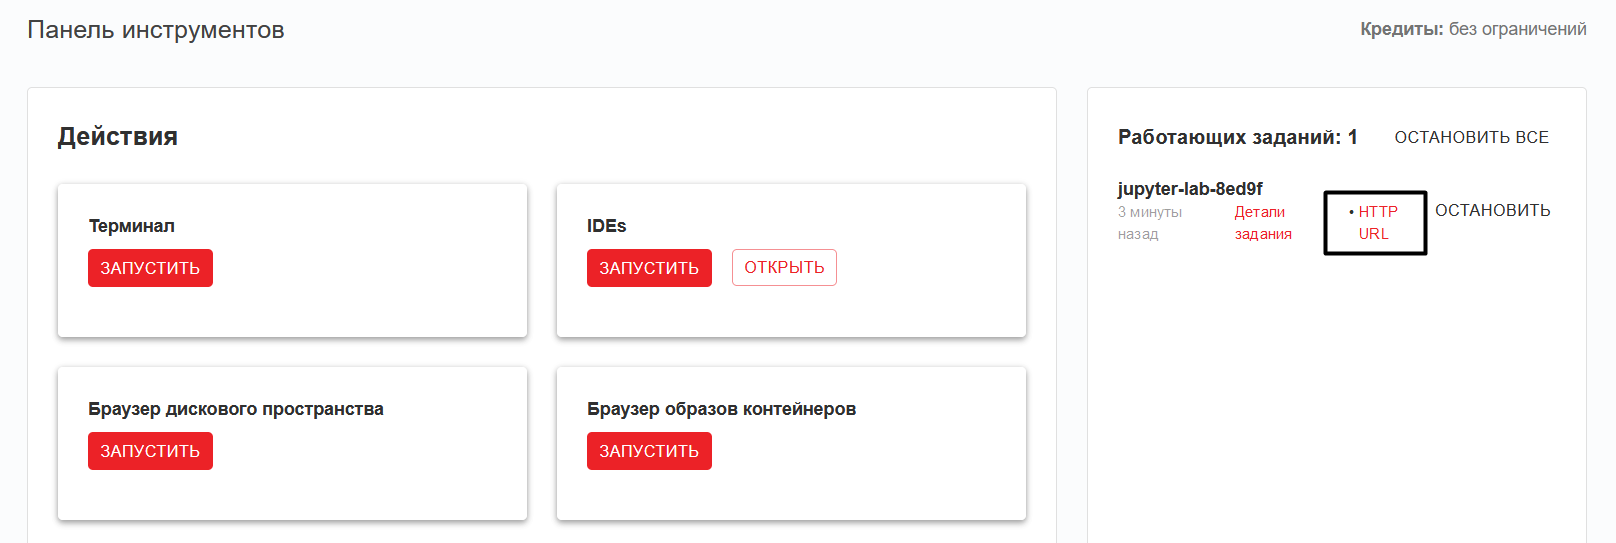 Панель инструментов
Кредиты: без ограничений
Действия
Терминал
ЗАПУСТИТЬ
IDEs
ЗАПУСТИТЬ ОТКРЫТЬ
Браузер дискового пространства
ЗАПУСТИТЬ
Браузер образов контейнеров
ЗАПУСТИТЬ
Работающих заданий: 1 ОСТАНОВИТЬ ВСЕ
jupyter-lab-8ed9f
3 минуты
назад
Детали
задания
• HTTP
URL
ОСТАНОВИТЬ